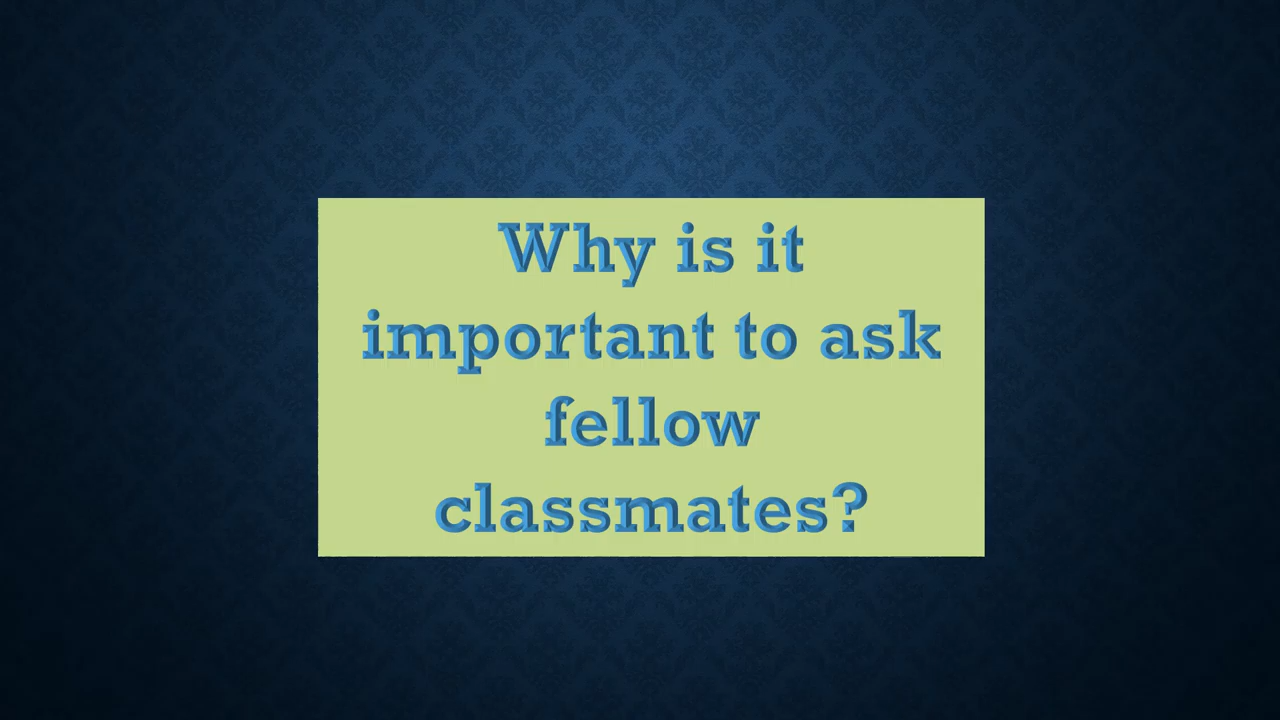 Why is it
important to ask
fellow
classmates?